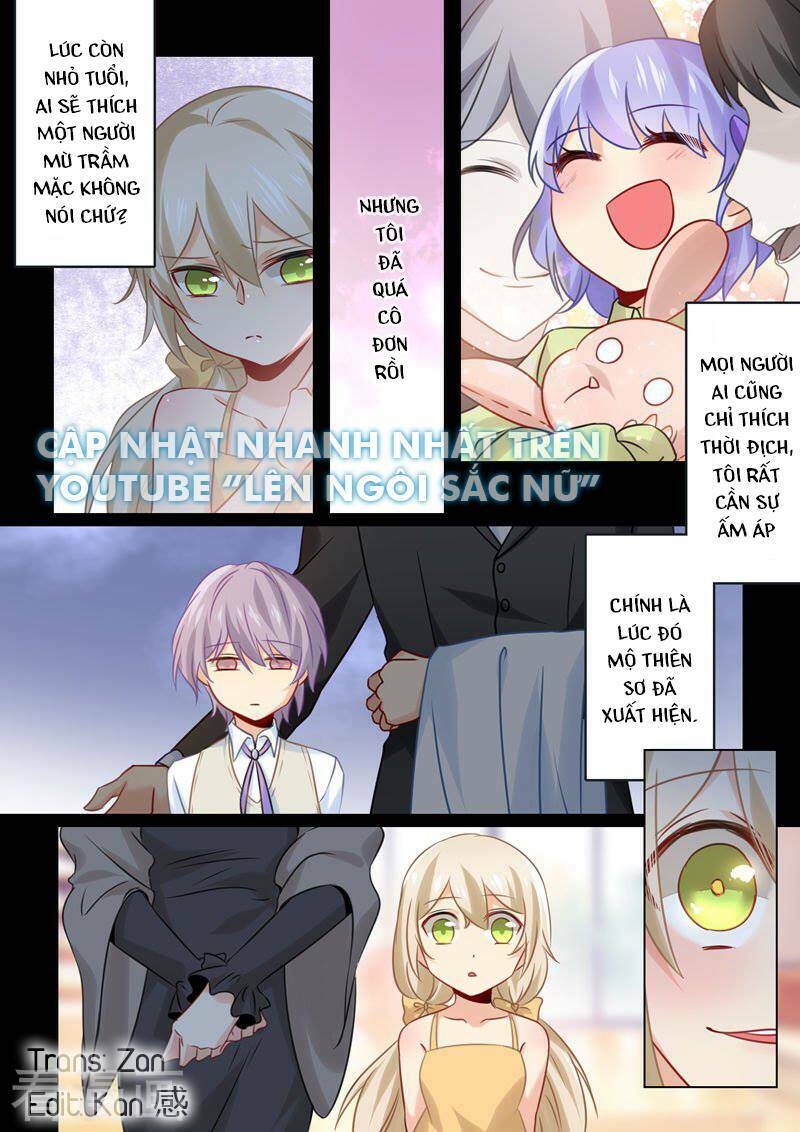 LÚC CÒN
NHỎ TUỔI,
AI SẼ THÍCH
MỘT NGƯỜI
MÙ TRẦM
MẶC KHÔNG
NÓI CHỨ?
NHƯNG
TÔI
ĐÃ
QUÁ
CÔ
ĐƠN
RỒI
MỌI NGƯỜI
AI CŨNG
CHỈ THÍCH
THỜI ĐỊCH,
TÔI RẤT
CẦN SỰ
ẤM ÁP
CẬP NHẬT NHANH NHẤT TRÊN
YOUTUBE “LÊN NGÔI SẮC NỮ”
CHÍNH LÀ
LÚC ĐÓ
MỘ THIÊN
SƠ ĐÃ
XUẤT HIỆN.
Trans: Zan
Edit: Kan 感